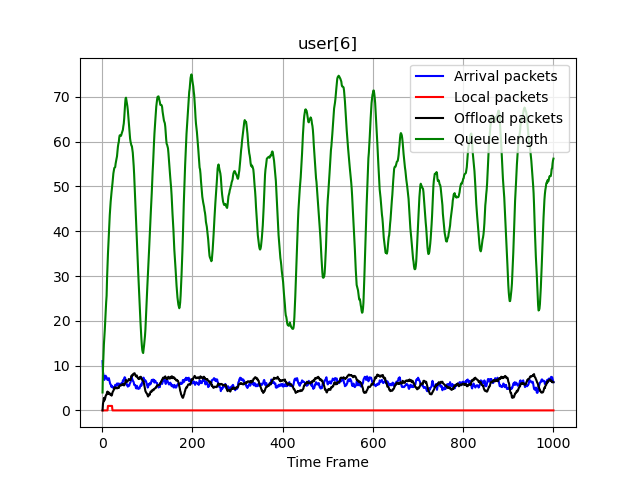 user[6]
Arrival packets
Local packets
Offload packets
Queue length
70
60
50
40
30
20
10
0
0 200 400 600 800 1000
Time Frame